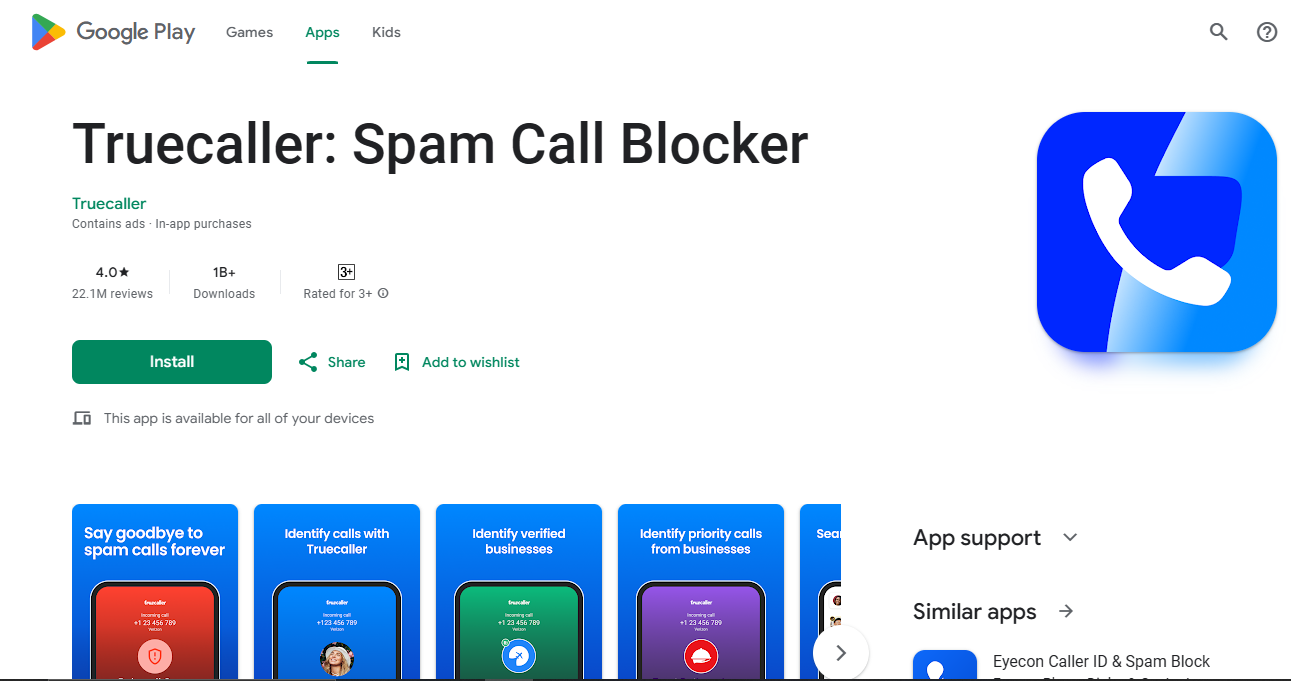 Google Play Games Apps Kids
Truecaller: Spam Call Blocker
Truecaller
Contains ads · In-app purchases
4.0★ 1B+ 3+
22.1M reviews Downloads Rated for 3+
Install Share Add to wishlist
This app is available for all of your devices
Say goodbye to
spam calls forever
truecaller
Incoming call
+1 23 456 789
Verizon
Identify calls with
Truecaller
truecaller
Incoming call
+1 23 456 789
Verizon
Identify verified
businesses
truecaller
Incoming call
+1 23 456 789
Verizon
Identify priority calls
from businesses
truecaller
Incoming call
+1 23 456 789
Verizon
App support
Similar apps
Eyecon Caller ID & Spam Block